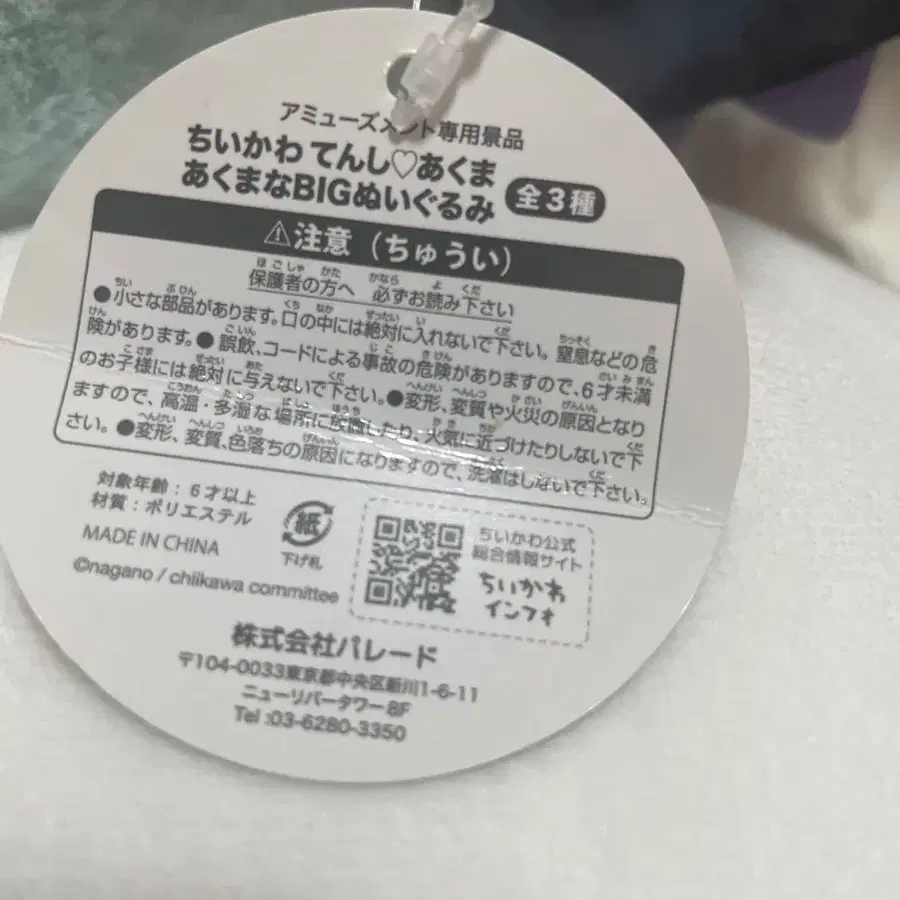 アミューズメント専用景品
ちいかわ てんし♡あくま
あくまなBIGぬいぐるみ 全3種
⚠注意（ちゅうい）
保護者の方へ 必ずお読み下さい
●小さな部品があります。口の中には絶対に入れないで下さい。窒息などの危
険があります。●誤飲、コードによる事故の危険がありますので、6才未満
のお子様には絶対に与えないで下さい。●変形、変質や火災の原因となり
ますので、高温・多湿な場所に放置したり、火気に近づけたりしないで下
さい。●変形、変質、色落ちの原因になりますので、洗濯はしないで下さい。
対象年齢：6才以上
材質：ポリエステル
MADE IN CHINA
©nagano / chiikawa committee
紙
下げ札
ちいかわ公式
総合情報サイト
ちいかわ
インフォ
株式会社パレード
〒104-0033東京都中央区新川1-6-11
ニューリバータワー8F
Tel :03-6280-3350